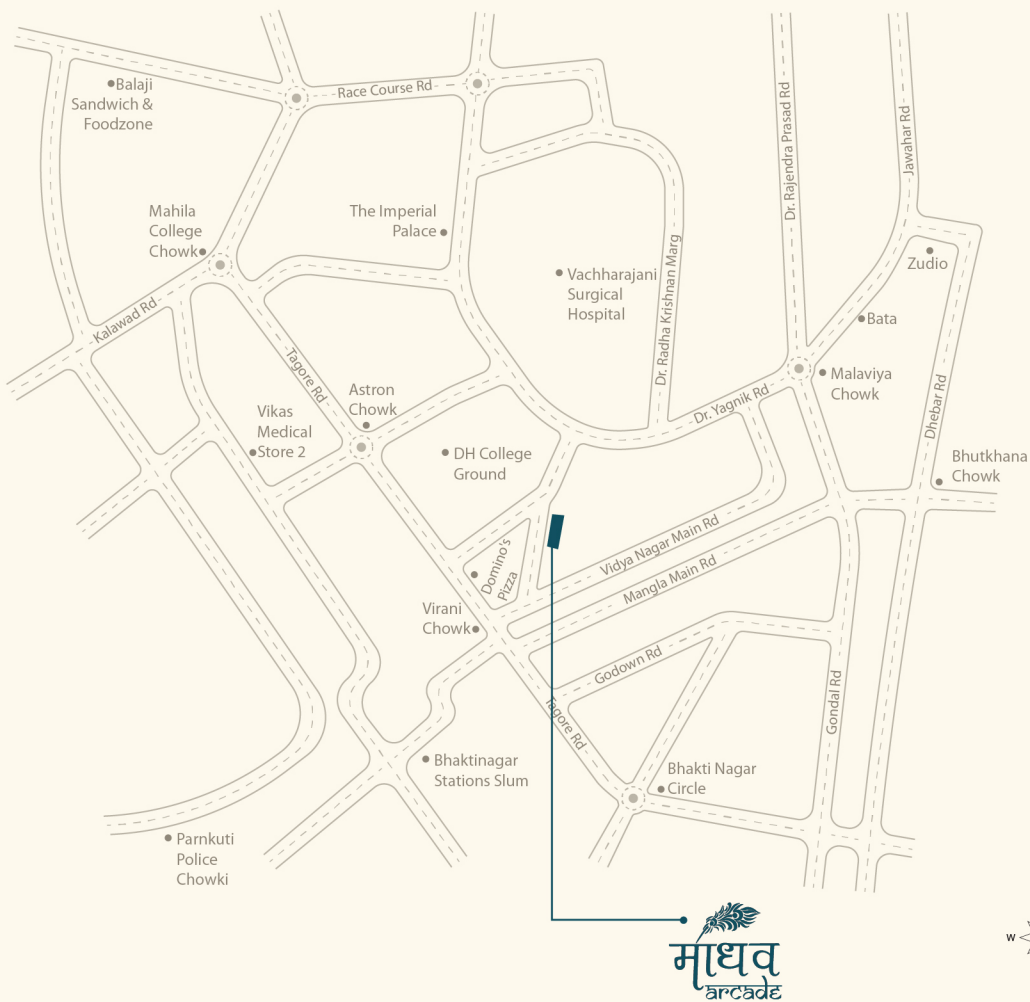 Balaji
Sandwich &
Foodzone
Race Course Rd
Dr. Rajendra Prasad Rd
Jawahar Rd
Mahila
College
Chowk
The Imperial
Palace
Vachharajani
Surgical
Hospital
Dr. Radha Krishnan Marg
Zudio
Bata
Kalawad Rd
Tagore Rd
Astron
Chowk
Dr. Yagnik Rd
Malaviya
Chowk
Dhebar Rd
Vikas
Medical
Store 2
DH College
Ground
Bhutkhana
Chowk
Domino's
Pizza
Vidya Nagar Main Rd
Mangla Main Rd
Virani
Chowk
Godown Rd
Tagore Rd
Gondal Rd
Bhaktinagar
Stations Slum
Bhakti Nagar
Circle
Parnkuti
Police
Chowki
W
माधव
arcade